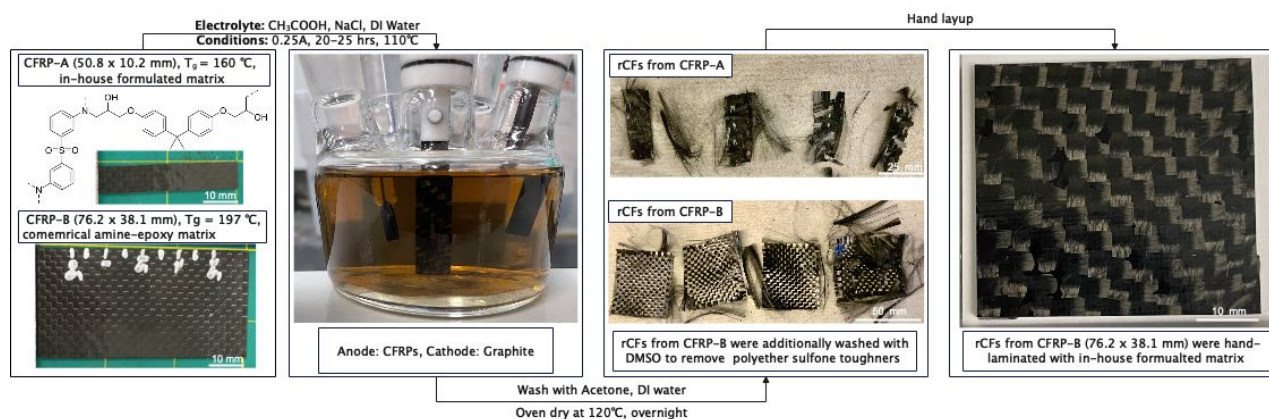 Electrolyte: CH₃COOH, NaCl, DI Water
Conditions: 0.25A, 20-25 hrs, 110℃
Hand layup
CFRP-A (50.8 x 10.2 mm), Tg = 160 ℃,
in-house formulated matrix
OH
N
O
O
OH
O
S
O
N
10 mm
CFRP-B (76.2 x 38.1 mm), Tg = 197 ℃,
comemrical amine-epoxy matrix
10 mm
Anode: CFRPs, Cathode: Graphite
rCFs from CFRP-A
25 mm
rCFs from CFRP-B
50 mm
rCFs from CFRP-B were additionally washed with
DMSO to remove polyether sulfone toughners
10 mm
rCFs from CFRP-B (76.2 x 38.1 mm) were hand-
laminated with in-house formualted matrix
Wash with Acetone, DI water
Oven dry at 120℃, overnight